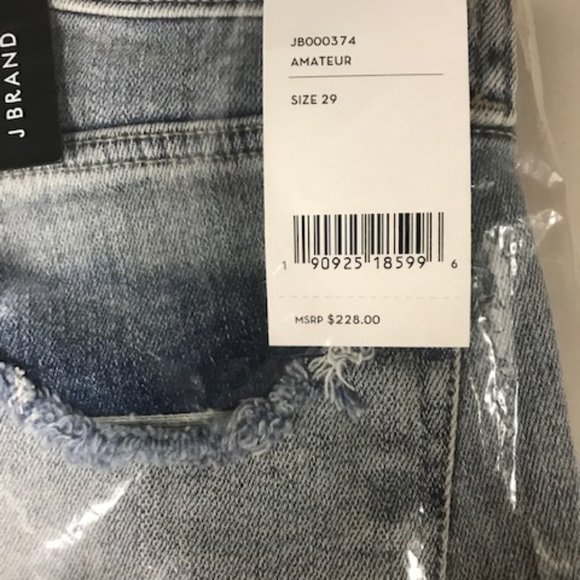 J BRAND
JB000374
AMATEUR
SIZE 29
1 90925 18599 6
MSRP $228.00